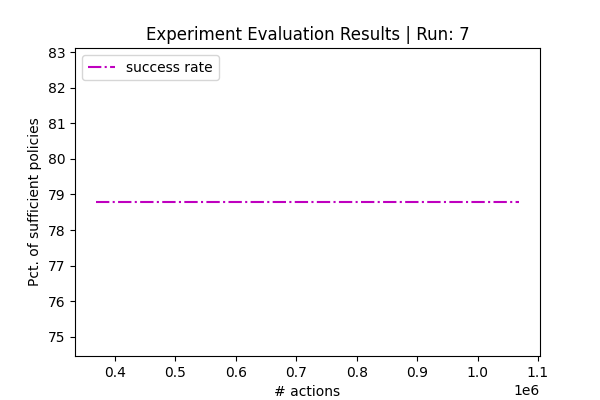 Experiment Evaluation Results | Run: 7
success rate
Pct. of sufficient policies
83
82
81
80
79
78
77
76
75
0.4 0.5 0.6 0.7 0.8 0.9 1.0 1.1
1e6
# actions